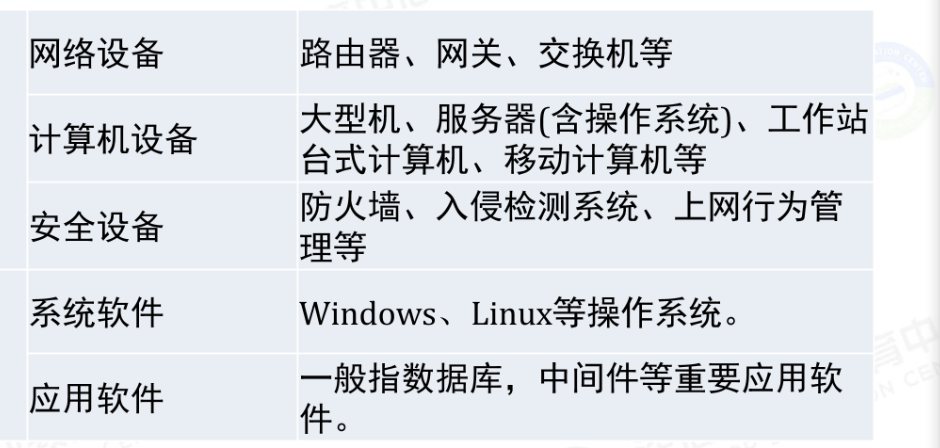 网络设备
路由器、网关、交换机等
计算机设备
大型机、服务器(含操作系统)、工作站
台式计算机、移动计算机等
安全设备
防火墙、入侵检测系统、上网行为管
理等
系统软件
Windows、Linux等操作系统。
应用软件
一般指数据库，中间件等重要应用软
件。